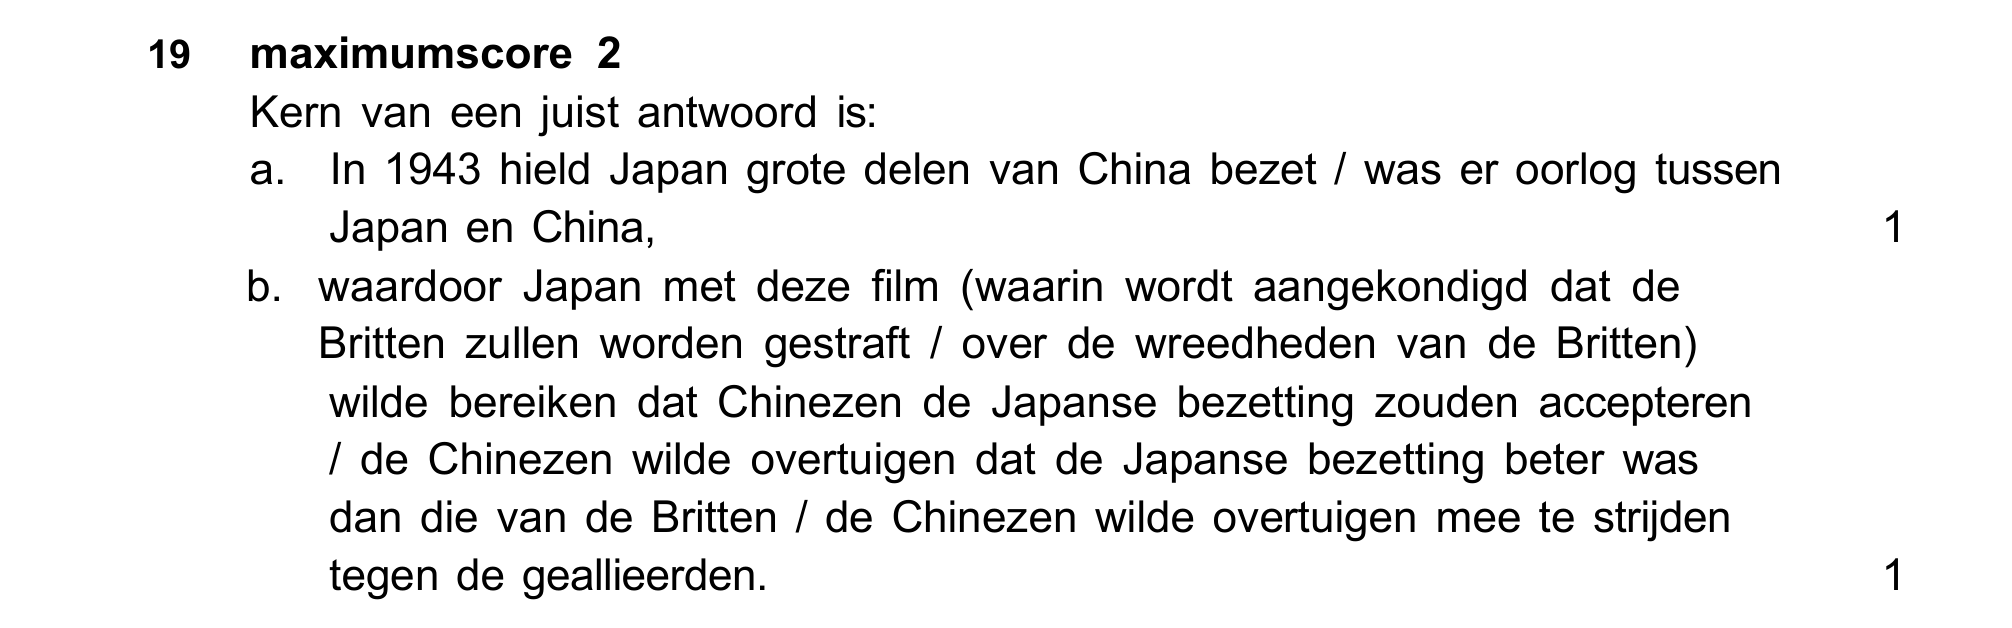 19 maximumscore 2
Kern van een juist antwoord is:
a. In 1943 hield Japan grote delen van China bezet / was er oorlog tussen
Japan en China, 1
b. waardoor Japan met deze film (waarin wordt aangekondigd dat de
Britten zullen worden gestraft / over de wreedheden van de Britten)
wilde bereiken dat Chinezen de Japanse bezetting zouden accepteren
/ de Chinezen wilde overtuigen dat de Japanse bezetting beter was
dan die van de Britten / de Chinezen wilde overtuigen mee te strijden
tegen de geallieerden. 1